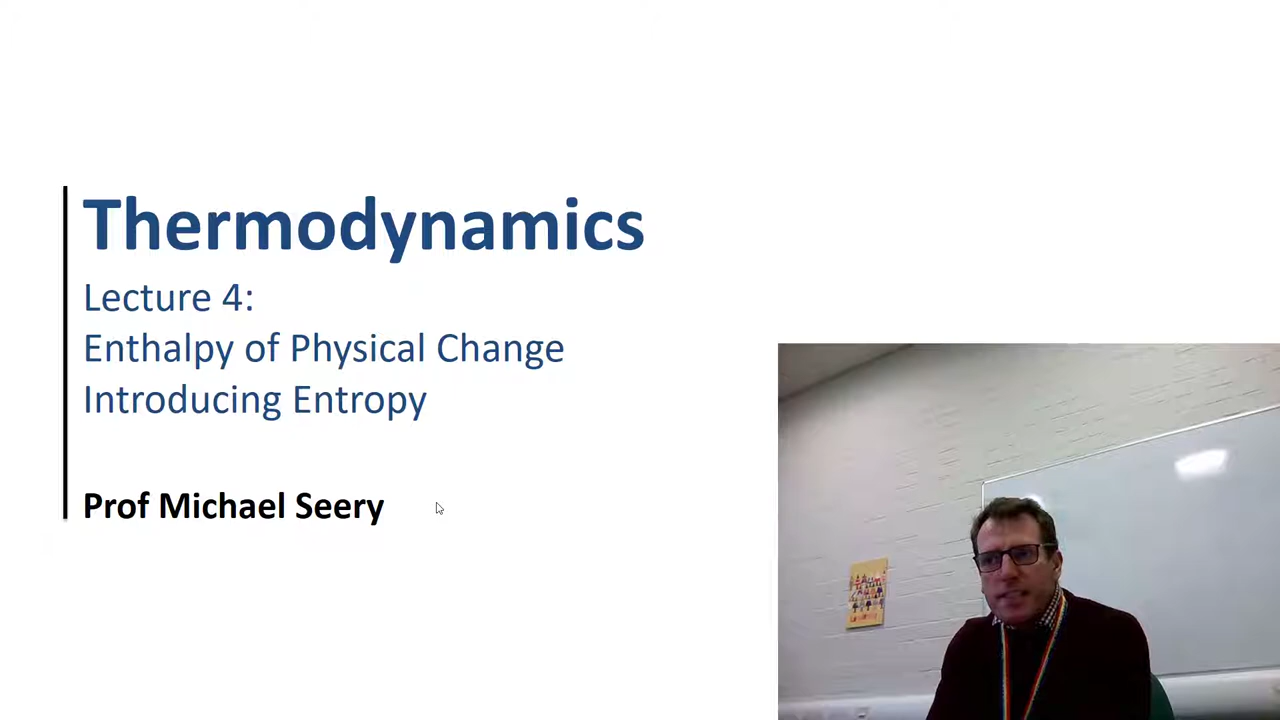 Thermodynamics
Lecture 4:
Enthalpy of Physical Change
Introducing Entropy
Prof Michael Seery